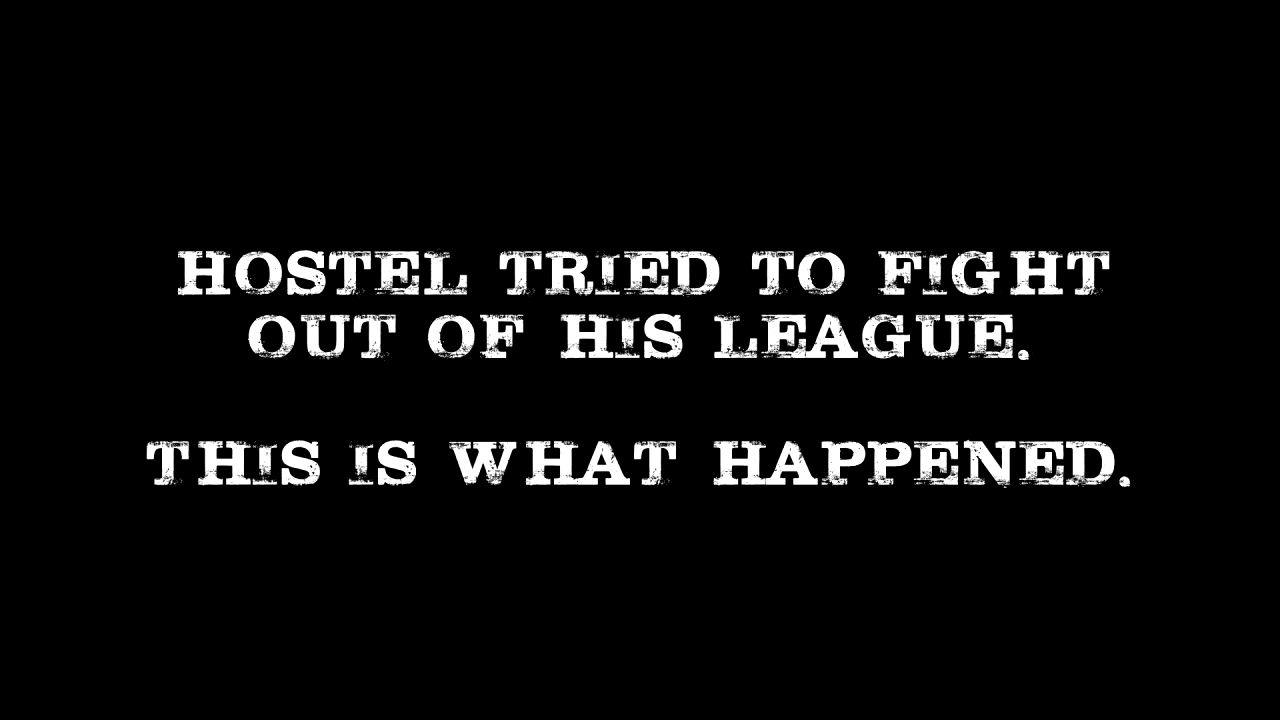 HOSTEL TRIED TO FIGHT
OUT OF HIS LEAGUE.
THIS IS WHAT HAPPENED.